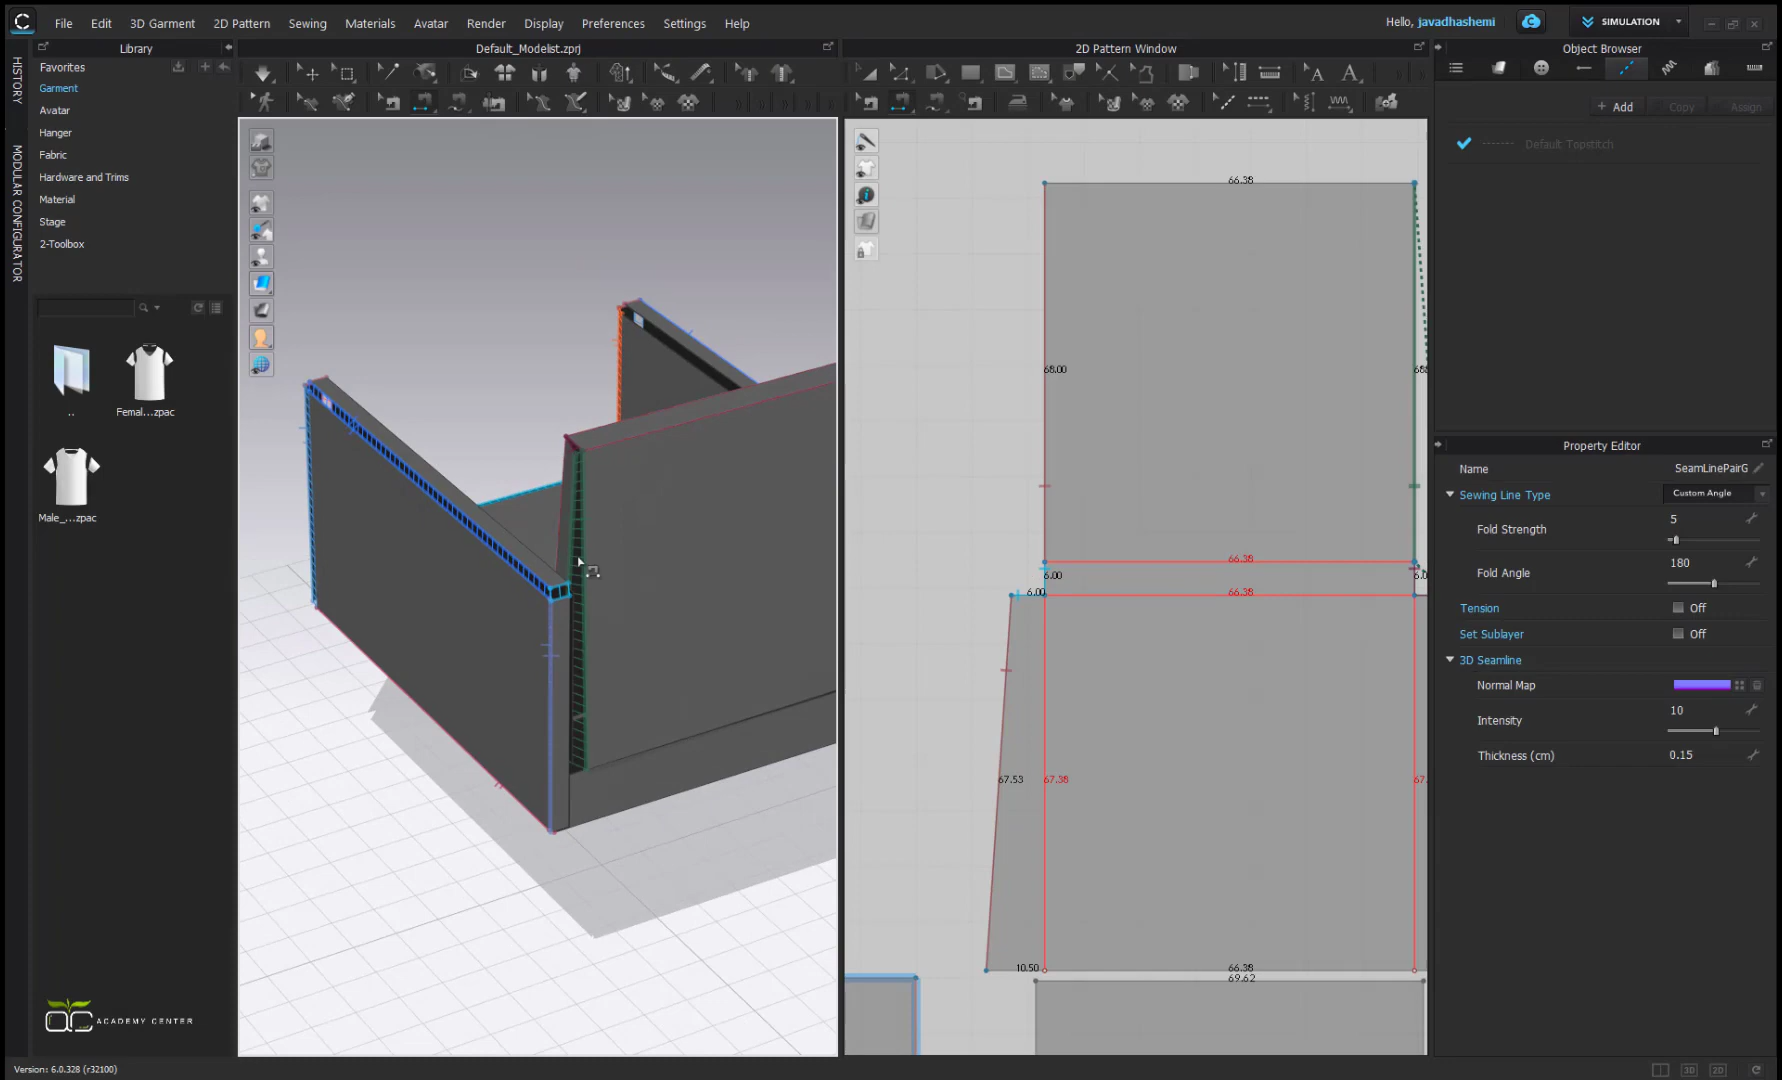 File Edit 3D Garment 2D Pattern Sewing Materials Avatar Render Display Preferences Settings Help
Hello, javadhashemi
SIMULATION
HISTORY
MODULAR CONFIGURATOR
Library
Favorites
Garment
Avatar
Hanger
Fabric
Hardware and Trims
Material
Stage
2-Toolbox
..
Femal...zpac
Male_...zpac
ACADEMY CENTER
Version: 6.0.328 (r32100)
Default_Modelist.zprj
2D Pattern Window
66.38
68.00
66.38
6.00
6.00
66.38
67.53
67.38
10.50
66.38
69.62
Object Browser
+ Add Copy Assign
Default Topstitch
Property Editor
Name SeamLinePairG
Sewing Line Type Custom Angle
Fold Strength 5
Fold Angle 180
Tension Off
Set Sublayer Off
3D Seamline
Normal Map
Intensity 10
Thickness (cm) 0.15
3D
2D